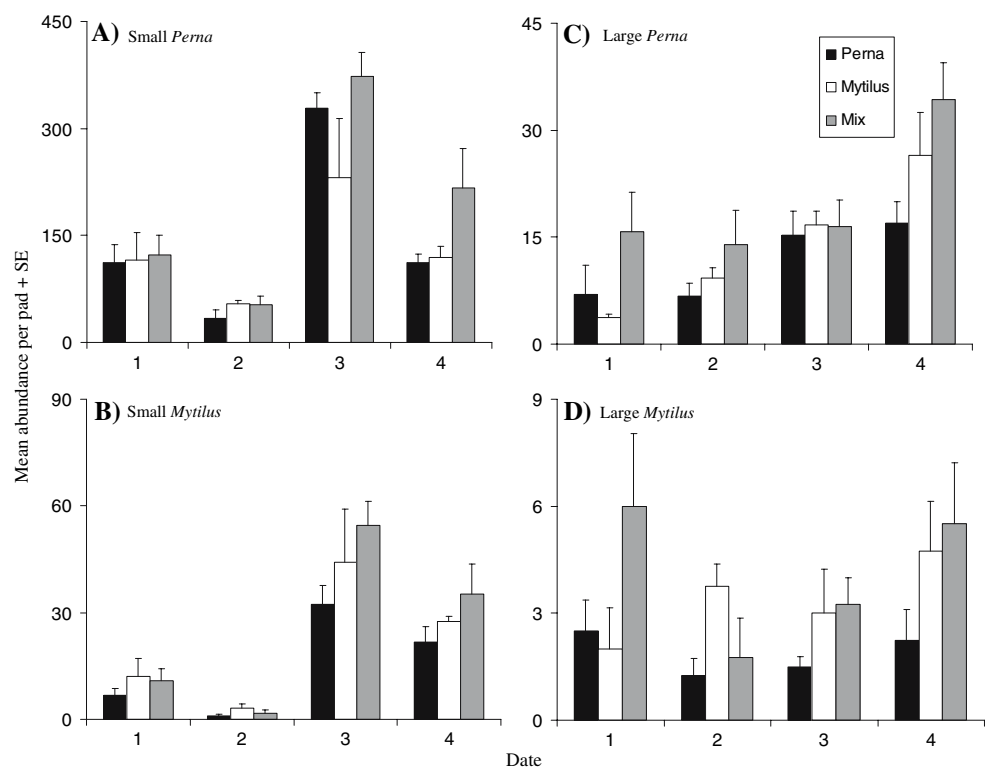 A) Small Perna
450
300
150
0
1 2 3 4
C) Large Perna
45
30
15
0
1 2 3 4
Perna
Mytilus
Mix
Mean abundance per pad + SE
B) Small Mytilus
90
60
30
0
1 2 3 4
D) Large Mytilus
9
6
3
0
1 2 3 4
Date